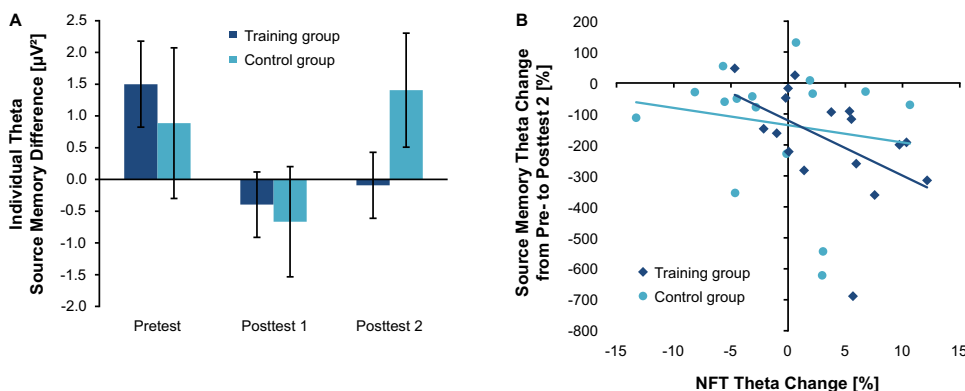 A
Individual Theta
Source Memory Difference [µV²]
2.5
2.0
1.5
1.0
0.5
0.0
-0.5
-1.0
1.5
2.0
Training group
Control group
Pretest
Posttest 1
Posttest 2
B
Source Memory Theta Change
from Pre- to Posttest 2 [%]
200
100
0
-100
-200
-300
-400
-500
-600
-700
-800
Training group
Control group
-15
-10
-5
0
5
10
15
NFT Theta Change [%]